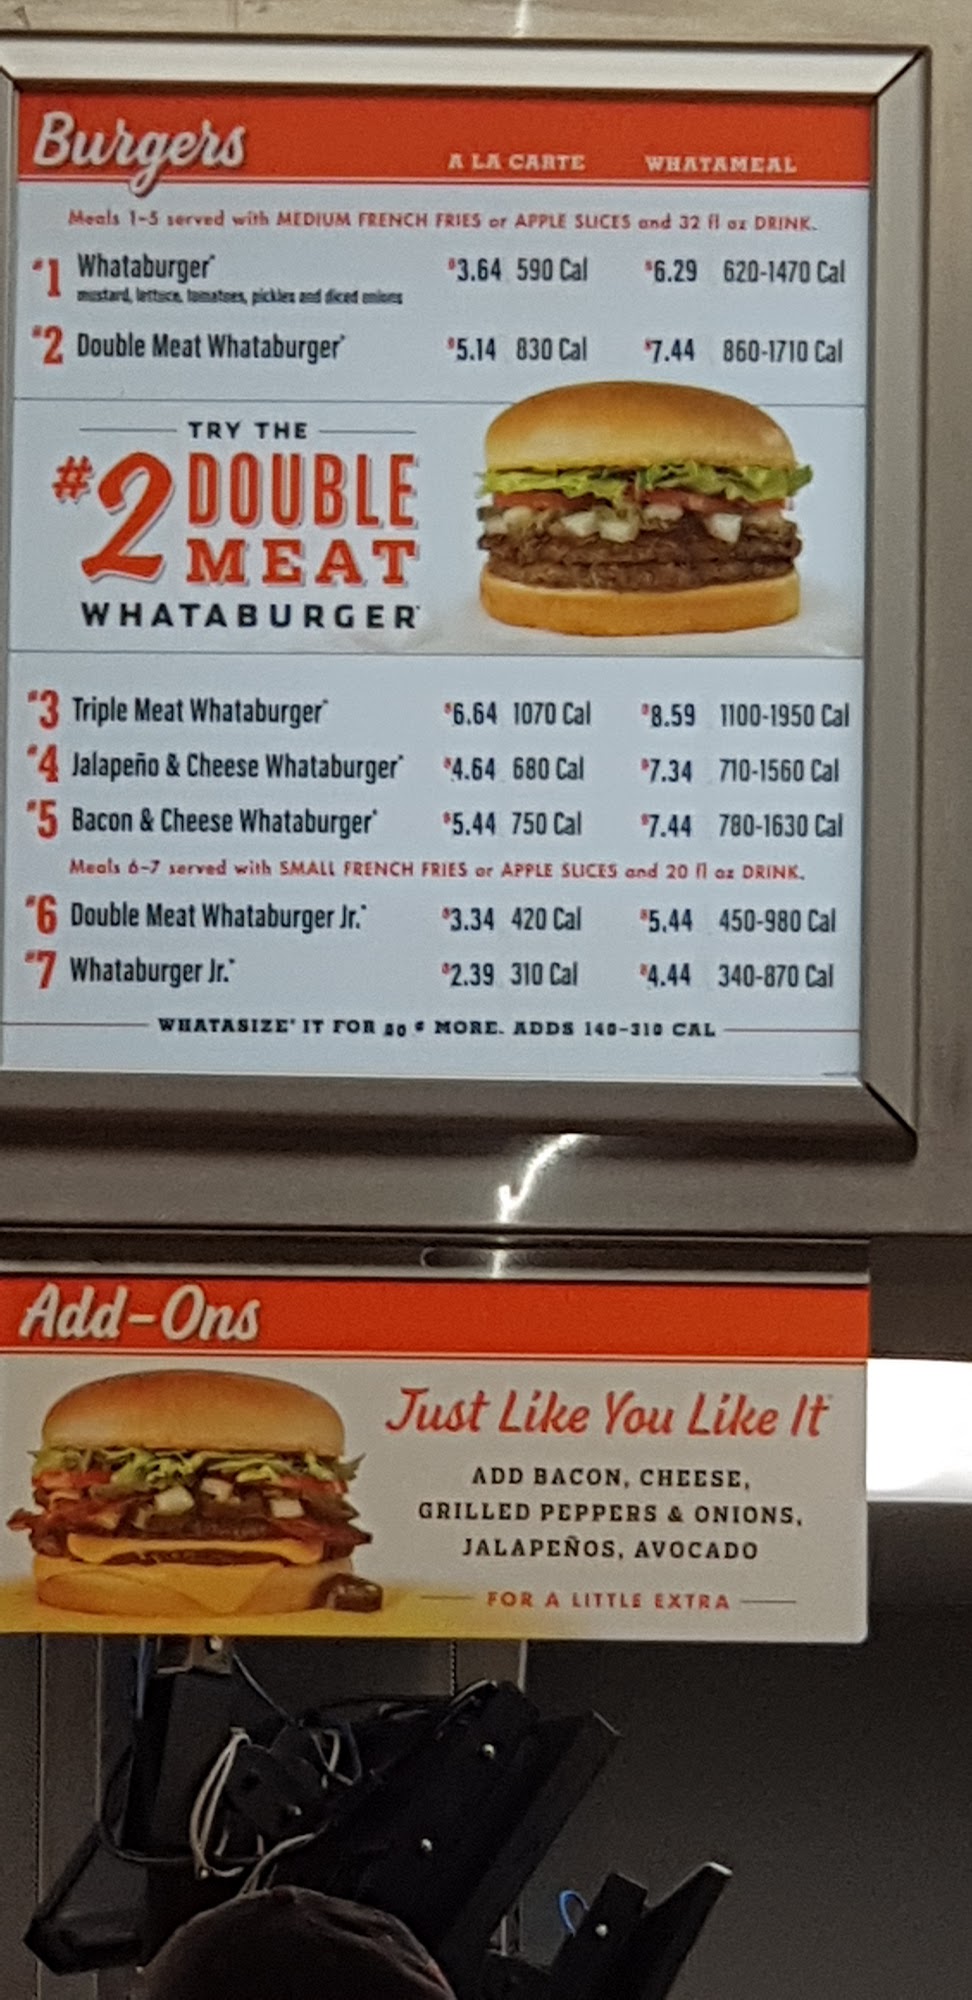 Burgers A LA CARTE WHATAMEAL
Meals 1-5 served with MEDIUM FRENCH FRIES or APPLE SLICES and 32 fl oz DRINK.
#1 Whataburger® $3.64 590 Cal $6.29 620-1470 Cal
mustard, lettuce, tomatoes, pickles and diced onions
#2 Double Meat Whataburger® $5.14 830 Cal $7.44 860-1710 Cal
TRY THE
#2 DOUBLE
MEAT
WHATABURGER®
#3 Triple Meat Whataburger® $6.64 1070 Cal $8.59 1100-1950 Cal
#4 Jalapeño & Cheese Whataburger® $4.64 680 Cal $7.34 710-1560 Cal
#5 Bacon & Cheese Whataburger® $5.44 750 Cal $7.44 780-1630 Cal
Meals 6-7 served with SMALL FRENCH FRIES or APPLE SLICES and 20 fl oz DRINK.
#6 Double Meat Whataburger Jr.® $3.34 420 Cal $5.44 450-980 Cal
#7 Whataburger Jr.® $2.39 310 Cal $4.44 340-870 Cal
WHATASIZE® IT FOR ¢ MORE. ADDS 140-310 CAL
Add-Ons
Just Like You Like It®
ADD BACON, CHEESE,
GRILLED PEPPERS & ONIONS,
JALAPEÑOS, AVOCADO
FOR A LITTLE EXTRA